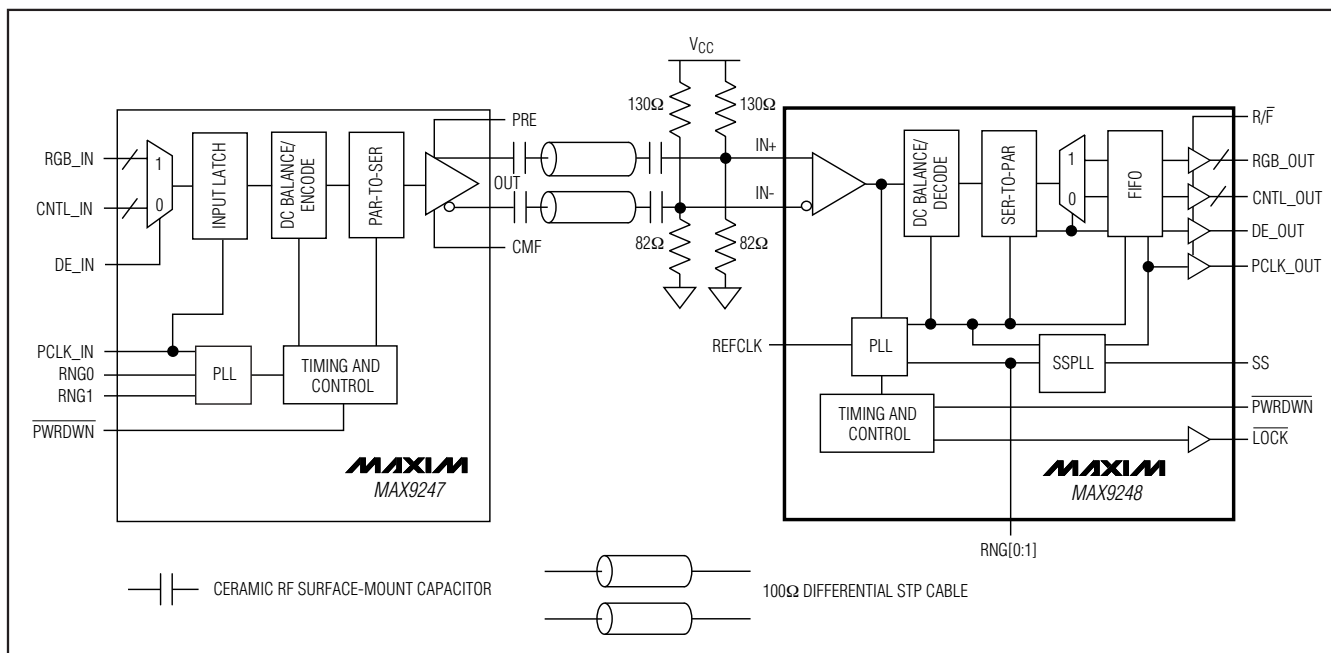 VCC
130Ω
130Ω
PRE
OUT
CMF
RGB_IN
CNTL_IN
DE_IN
PCLK_IN
RNG0
RNG1
PWRDWN
1
0
INPUT LATCH
DC BALANCE/
ENCODE
PAR-TO-SER
PLL
TIMING AND
CONTROL
MAXIM
MAX9247
IN+
IN-
82Ω
82Ω
REFCLK
DC BALANCE/
DECODE
SER-TO-PAR
1
0
FIFO
PLL
SSPLL
TIMING AND
CONTROL
R/F̅
RGB_OUT
CNTL_OUT
DE_OUT
PCLK_OUT
SS
PWRDWN
LOCK
MAXIM
MAX9248
RNG[0:1]
CERAMIC RF SURFACE-MOUNT CAPACITOR
100Ω DIFFERENTIAL STP CABLE